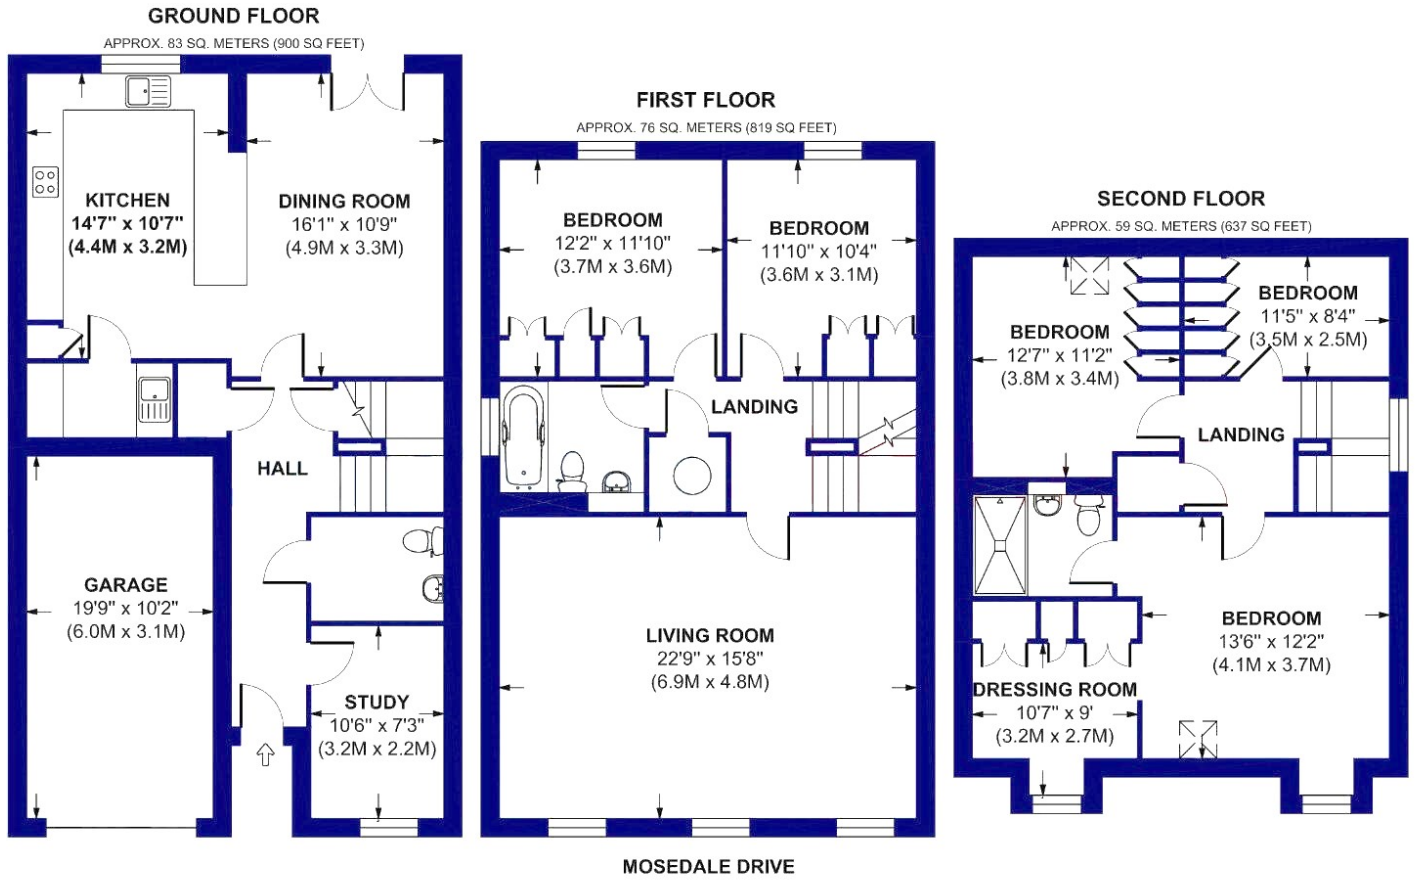 GROUND FLOOR
APPROX. 83 SQ. METERS (900 SQ FEET)
KITCHEN
14'7" x 10'7"
(4.4M x 3.2M)
DINING ROOM
16'1" x 10'9"
(4.9M x 3.3M)
HALL
GARAGE
19'9" x 10'2"
(6.0M x 3.1M)
STUDY
10'6" x 7'3"
(3.2M x 2.2M)
FIRST FLOOR
APPROX. 76 SQ. METERS (819 SQ FEET)
BEDROOM
12'2" x 11'10"
(3.7M x 3.6M)
BEDROOM
11'10" x 10'4"
(3.6M x 3.1M)
LANDING
LIVING ROOM
22'9" x 15'8"
(6.9M x 4.8M)
SECOND FLOOR
APPROX. 59 SQ. METERS (637 SQ FEET)
BEDROOM
12'7" x 11'2"
(3.8M x 3.4M)
BEDROOM
11'5" x 8'4"
(3.5M x 2.5M)
LANDING
BEDROOM
13'6" x 12'2"
(4.1M x 3.7M)
DRESSING ROOM
10'7" x 9'
(3.2M x 2.7M)
MOSEDALE DRIVE